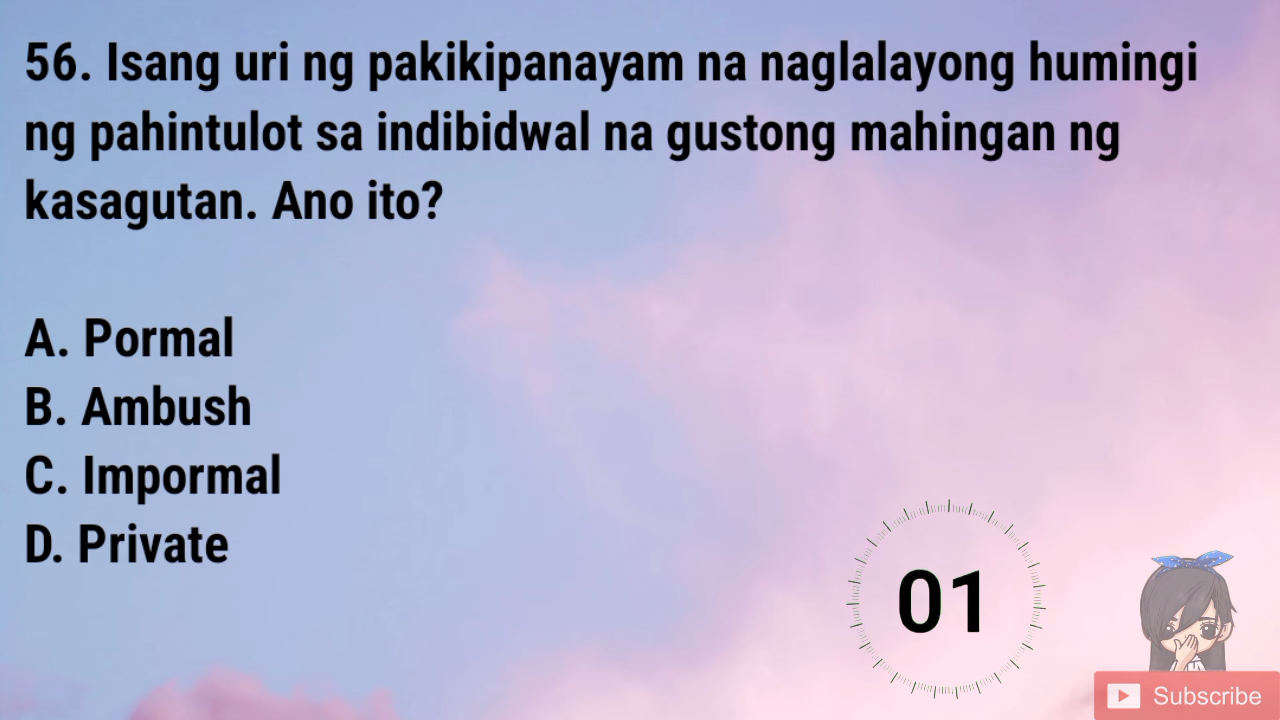 56. Isang uri ng pakikipanayam na naglalayong humingi
ng pahintulot sa indibidwal na gustong mahingan ng
kasagutan. Ano ito?
A. Pormal
B. Ambush
C. Impormal
D. Private
01
Subscribe